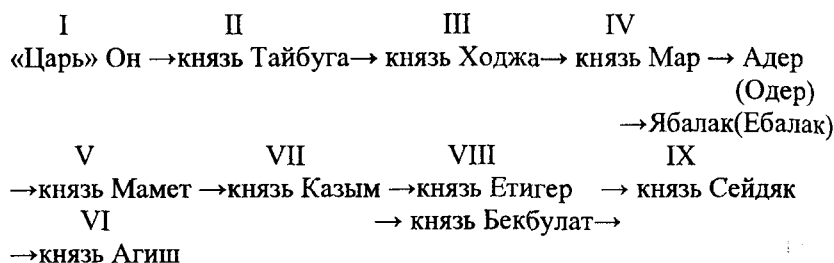 I II III IV
«Царь» Он →князь Тайбуга→ князь Ходжа→ князь Мар → Адер
(Одер)
→Ябалак(Ебалак)
V VII VIII IX
→князь Мамет →князь Казым →князь Етигер → князь Сейдяк
VI → князь Бекбулат→
→князь Агиш